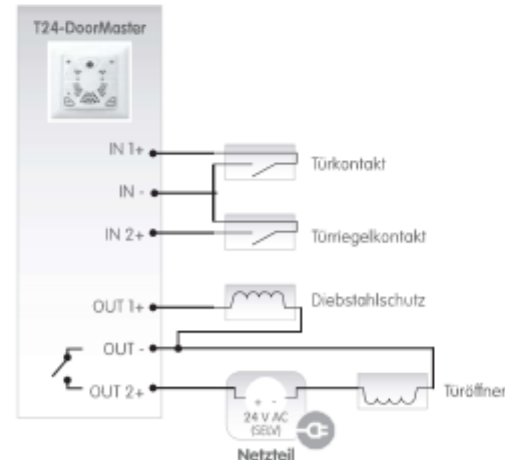 T24-DoorMaster
IN 1+
Türkontakt
IN -
IN 2+
Türriegelkontakt
OUT 1+
Diebstahlschutz
OUT -
OUT 2+
Türöffner
+ -
24 V AC
(SELV)
Netzteil